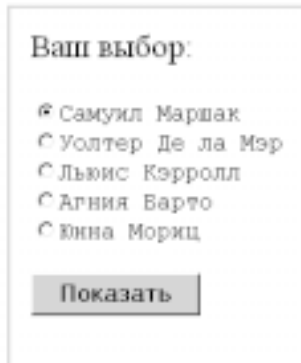 Ваш выбор:
Самуил Маршак
Уолтер Де ла Мэр
Льюис Кэрролл
Агния Барто
Юнна Мориц
Показать